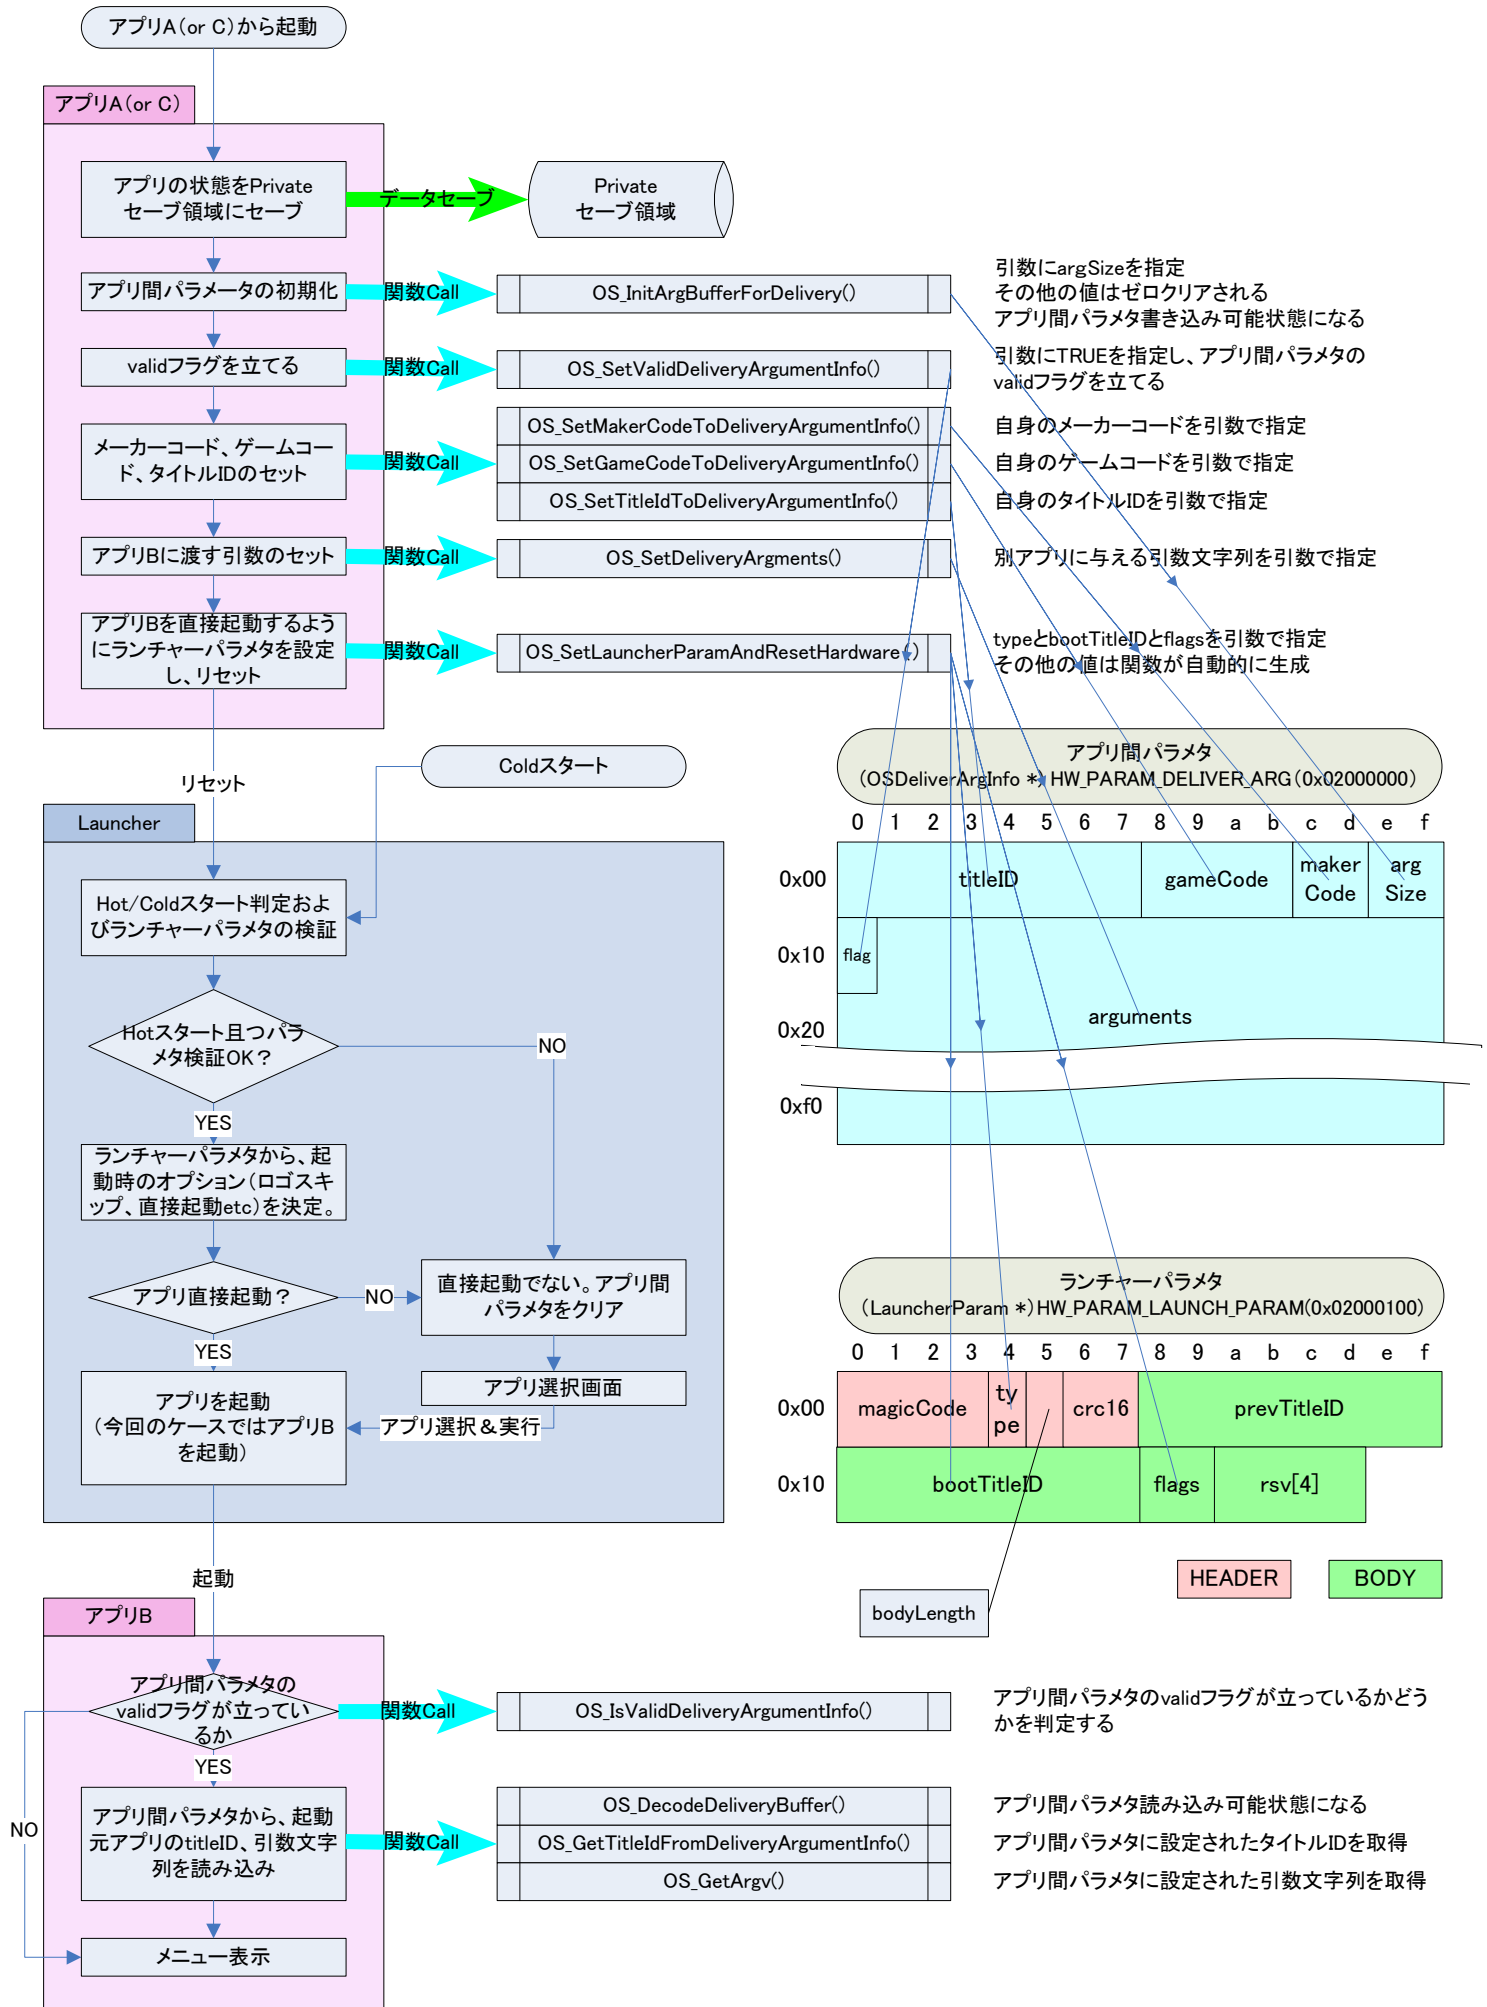 アプリA（or C）から起動
アプリA（or C）
アプリの状態をPrivate
セーブ領域にセーブ
データセーブ
Private
セーブ領域
アプリ間パラメータの初期化
関数Call
OS_InitArgBufferForDelivery()
引数にargSizeを指定
その他の値はゼロクリアされる
アプリ間パラメタ書き込み可能状態になる
validフラグを立てる
関数Call
OS_SetValidDeliveryArgumentInfo()
引数にTRUEを指定し、アプリ間パラメタの
validフラグを立てる
メーカーコード、ゲームコー
ド、タイトルIDのセット
関数Call
OS_SetMakerCodeToDeliveryArgumentInfo()
自身のメーカーコードを引数で指定
OS_SetGameCodeToDeliveryArgumentInfo()
自身のゲームコードを引数で指定
OS_SetTitleIdToDeliveryArgumentInfo()
自身のタイトルIDを引数で指定
アプリBに渡す引数のセット
関数Call
OS_SetDeliveryArgments()
別アプリに与える引数文字列を引数で指定
アプリBを直接起動するよう
にランチャーパラメタを設定
し、リセット
関数Call
OS_SetLauncherParamAndResetHardware()
typeとbootTitleIDとflagsを引数で指定
その他の値は関数が自動的に生成
リセット
Coldスタート
アプリ間パラメタ
（OSDeliverArgInfo *）HW_PARAM_DELIVER_ARG（0x02000000）
0 1 2 3 4 5 6 7 8 9 a b c d e f
0x00
titleID
gameCode
maker
Code
arg
Size
0x10
flag
0x20
arguments
0xf0
Launcher
Hot/Coldスタート判定およ
びランチャーパラメタの検証
Hotスタート且つパラ
メタ検証OK？
NO
YES
ランチャーパラメタから、起
動時のオプション（ロゴスキ
ップ、直接起動etc）を決定。
アプリ直接起動？
NO
直接起動でない。アプリ間
パラメタをクリア
YES
アプリ選択画面
アプリを起動
（今回のケースではアプリB
を起動）
アプリ選択＆実行
ランチャーパラメタ
（LauncherParam *）HW_PARAM_LAUNCH_PARAM(0x02000100)
0 1 2 3 4 5 6 7 8 9 a b c d e f
0x00
magicCode
ty
pe
crc16
prevTitleID
0x10
bootTitleID
flags
rsv[4]
HEADER
BODY
bodyLength
起動
アプリB
アプリ間パラメタの
validフラグが立ってい
るか
関数Call
OS_IsValidDeliveryArgumentInfo()
アプリ間パラメタのvalidフラグが立っているかどう
かを判定する
YES
NO
アプリ間パラメタから、起動
元アプリのtitleID、引数文字
列を読み込み
関数Call
OS_DecodeDeliveryBuffer()
アプリ間パラメタ読み込み可能状態になる
OS_GetTitleIdFromDeliveryArgumentInfo()
アプリ間パラメタに設定されたタイトルIDを取得
OS_GetArgv()
アプリ間パラメタに設定された引数文字列を取得
メニュー表示